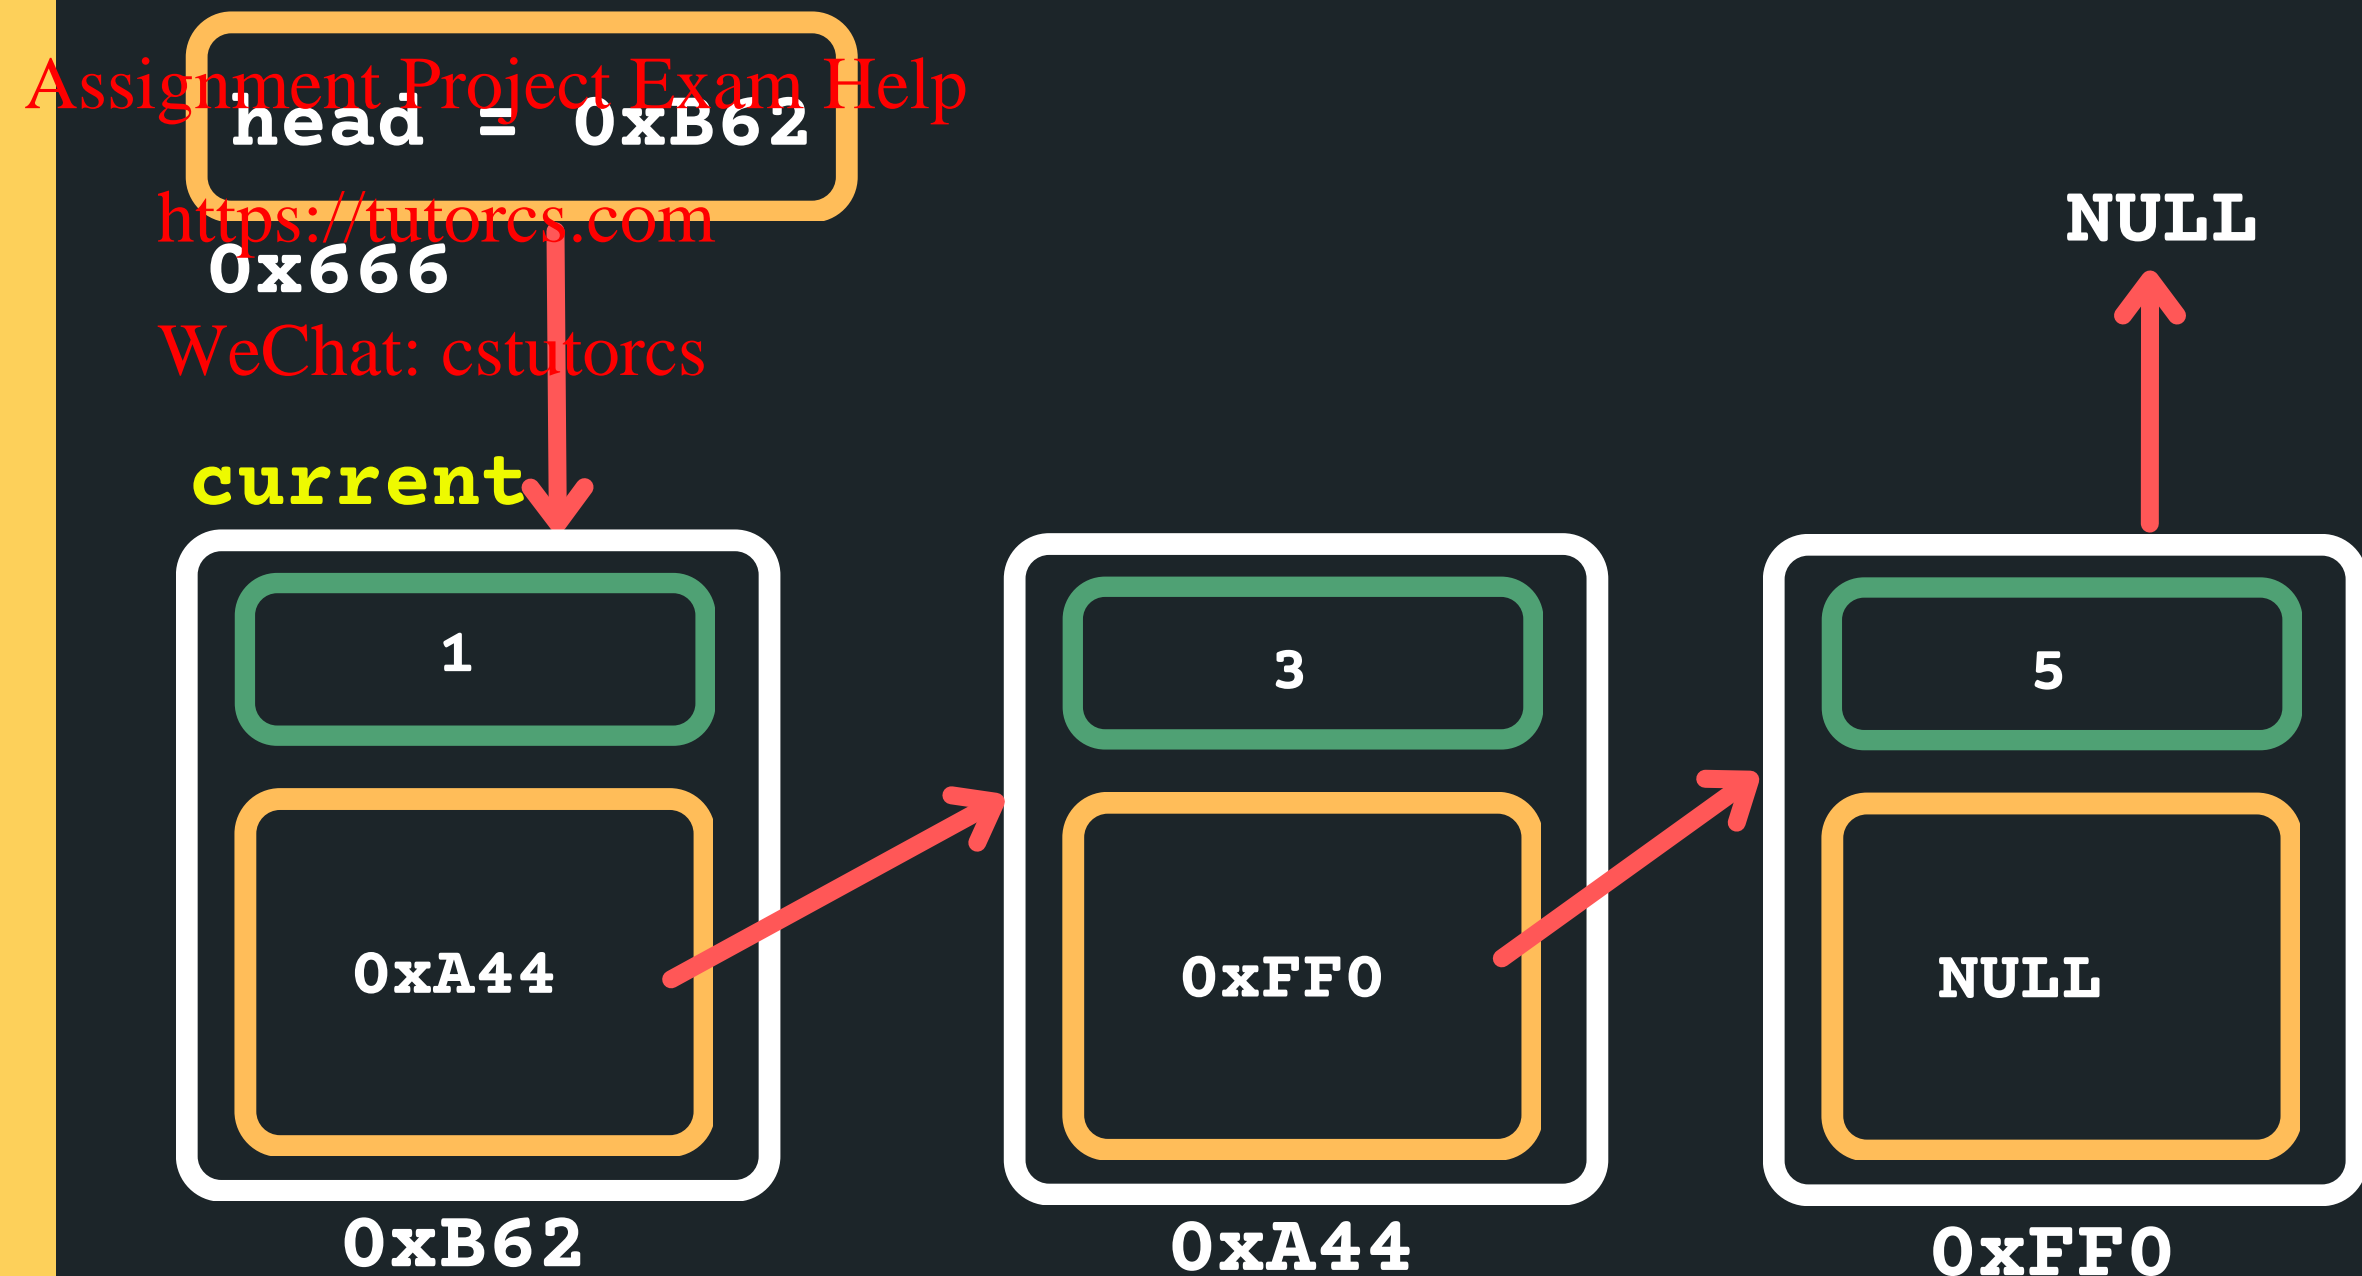 Assignment Project Exam Help
head = 0xB62
https://tutorcs.com
0x666
NULL
WeChat: cstutorcs
current
1
3
5
0xA44
0xFF0
NULL
0xB62
0xA44
0xFF0